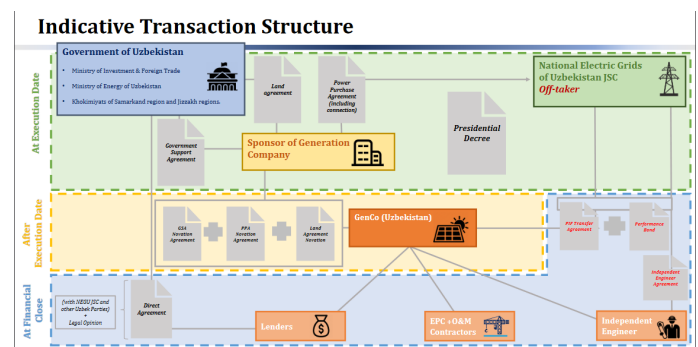 Indicative Transaction Structure
At Execution Date
Government of Uzbekistan
• Ministry of Investment & Foreign Trade
• Ministry of Energy of Uzbekistan
• Khokimiyats of Samarkand region and Jizzakh regions.
Land
agreement
Power
Purchase
Agreement
(including
connection)
National Electric Grids
of Uzbekistan JSC
Off-taker
Presidential
Decree
Government
Support
Agreement
Sponsor of Generation
Company
After
Execution Date
GSA
Novation
Agreement
PPA
Novation
Agreement
Land
Agreement
Novation
GenCo (Uzbekistan)
PIF Transfer
Agreement
Performance
Bond
Independent
Engineer
Agreement
At Financial
Close
(with NEGU JSC and
other Uzbek Parties)
+
Legal Opinion
Direct
Agreement
Lenders
EPC +O&M
Contractors
Independent
Engineer